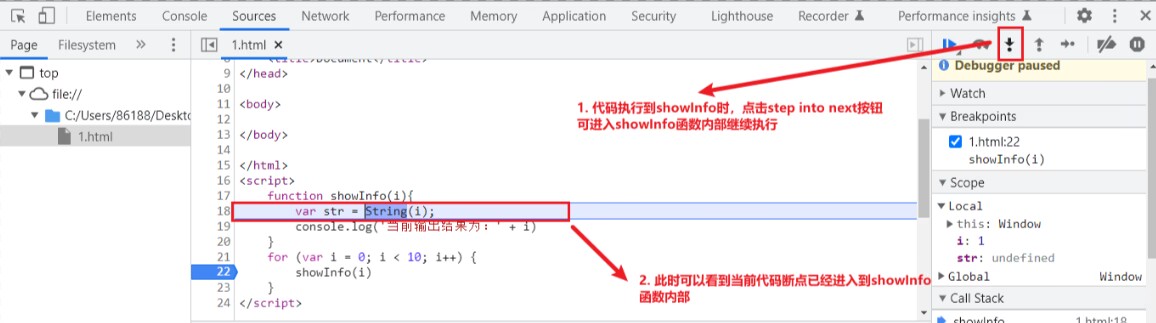 Elements Console Sources Network Performance Memory Application Security Lighthouse Recorder Performance insights
Page Filesystem » 1.html ×
top
file://
C:/Users/86188/Deskto
1.html
8 <title>Document</title>
9 </head>
10
11 <body>
12
13 </body>
14
15 </html>
16 <script>
17 function showInfo(i){
18 var str = String(i);
19 console.log('当前输出结果为：' + i)
20 }
21 for (var i = 0; i < 10; i++) {
22 showInfo(i)
23 }
24 </script>
1. 代码执行到showInfo时，点击step into next按钮
可进入showInfo函数内部继续执行
2. 此时可以看到当前代码断点已经进入到showInfo
函数内部
Debugger paused
Watch
Breakpoints
1.html:22
showInfo(i)
Scope
Local
this: Window
i: 1
str: undefined
Global Window
Call Stack
showInfo 1.html:18